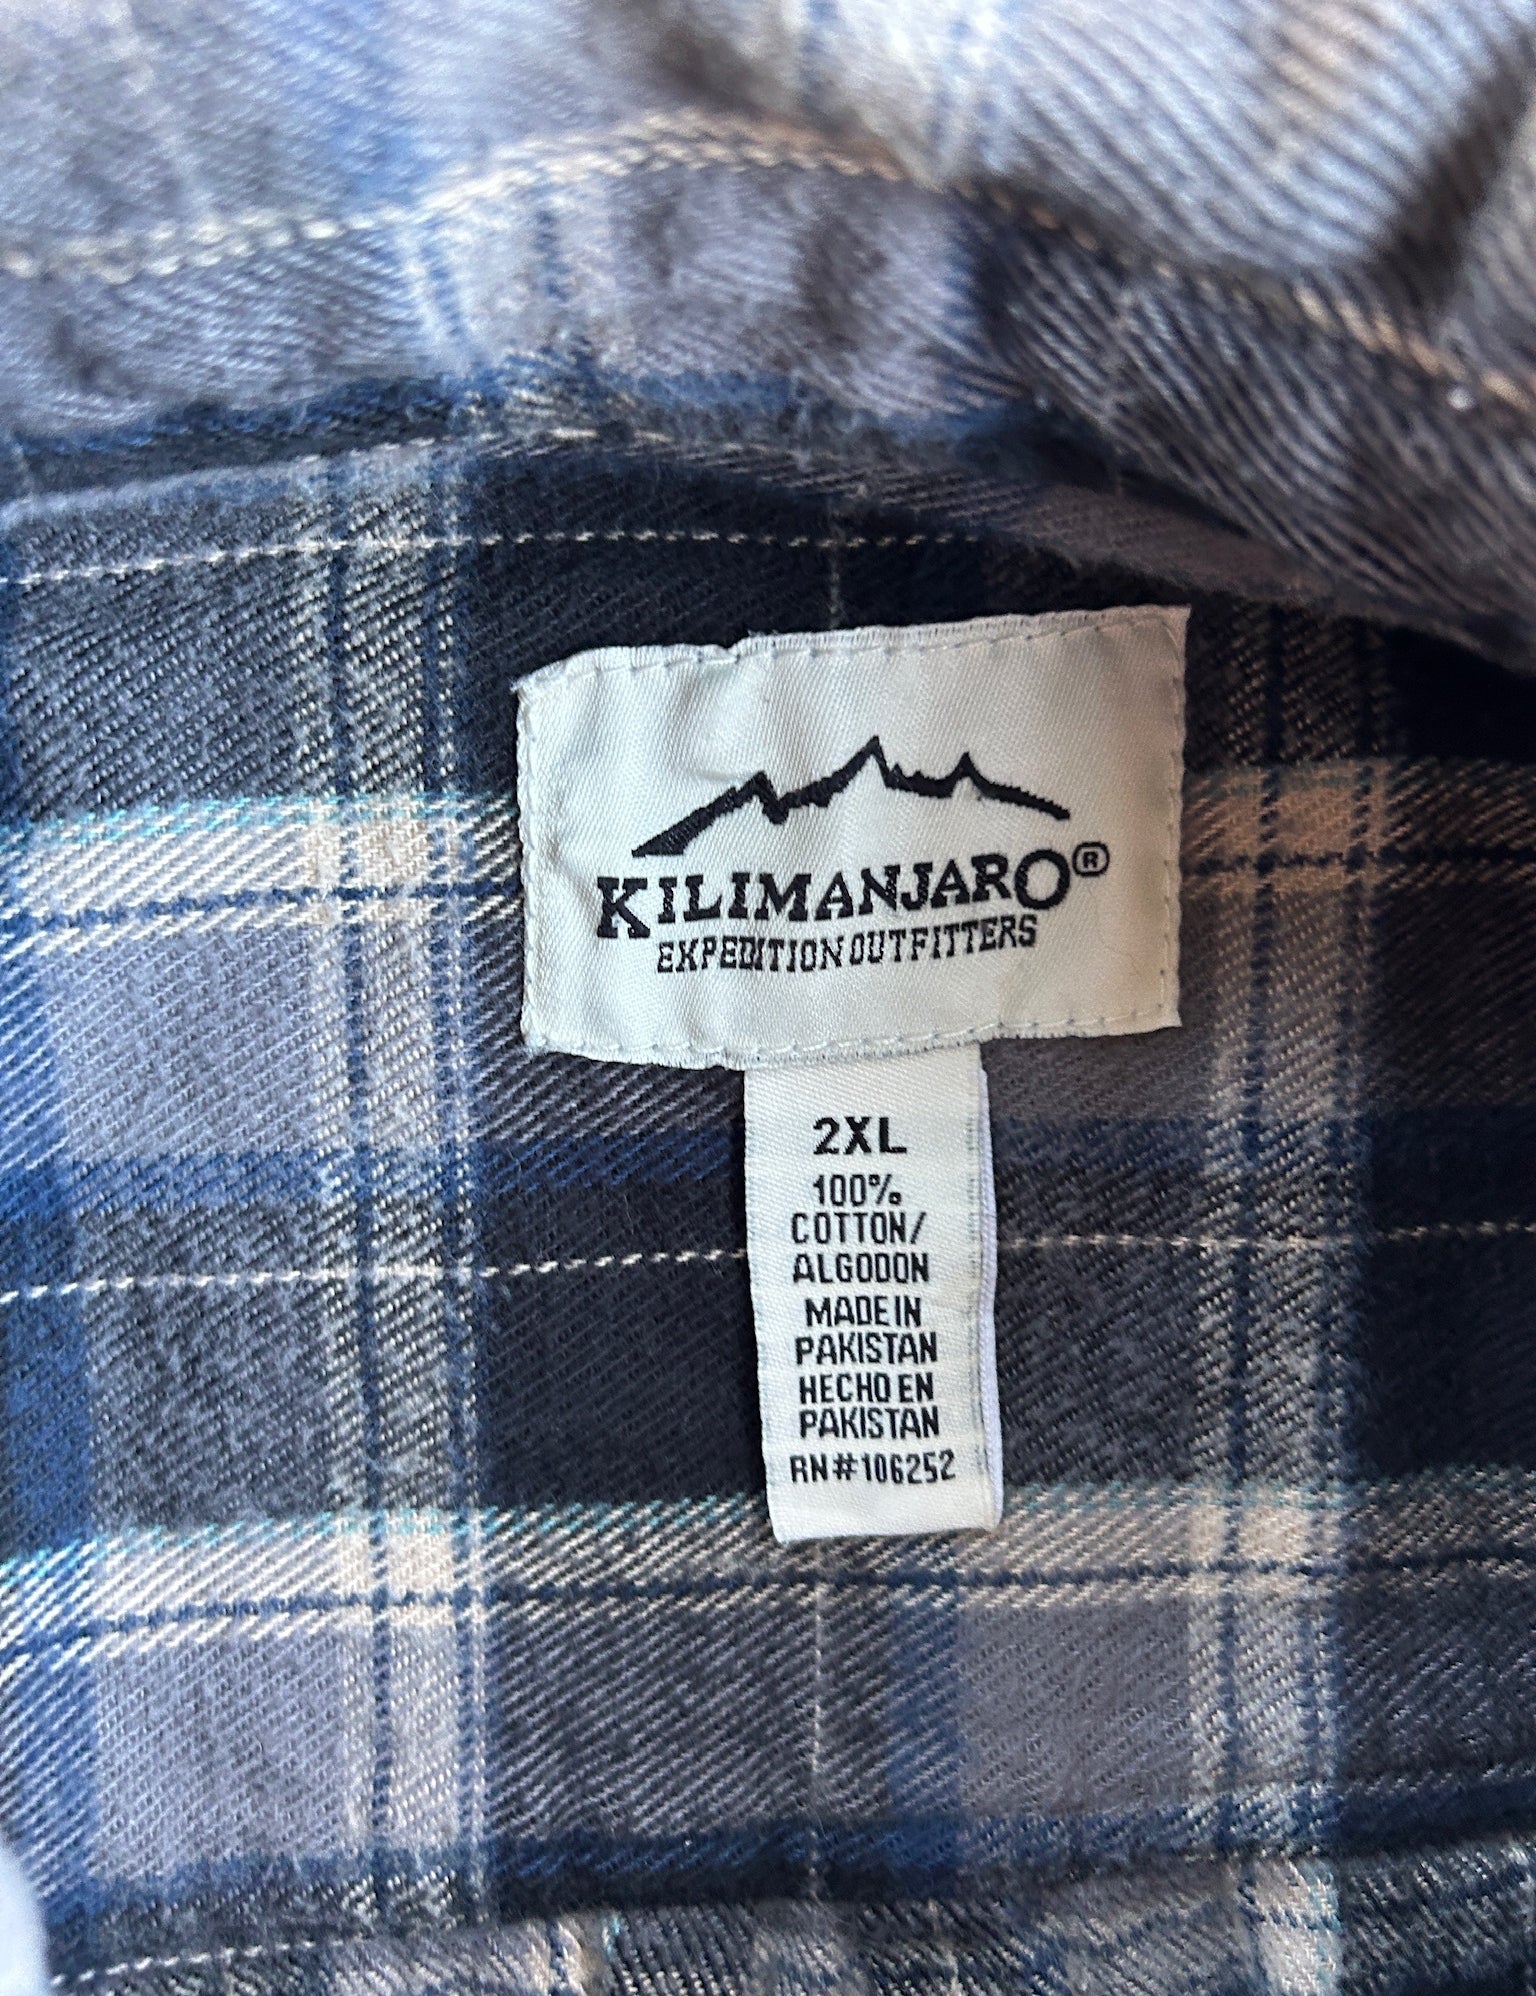 KILIMANJARO®
EXPEDITION OUTFITTERS
2XL
100%
COTTON/
ALGODON
MADE IN
PAKISTAN
HECHO EN
PAKISTAN
RN#106252